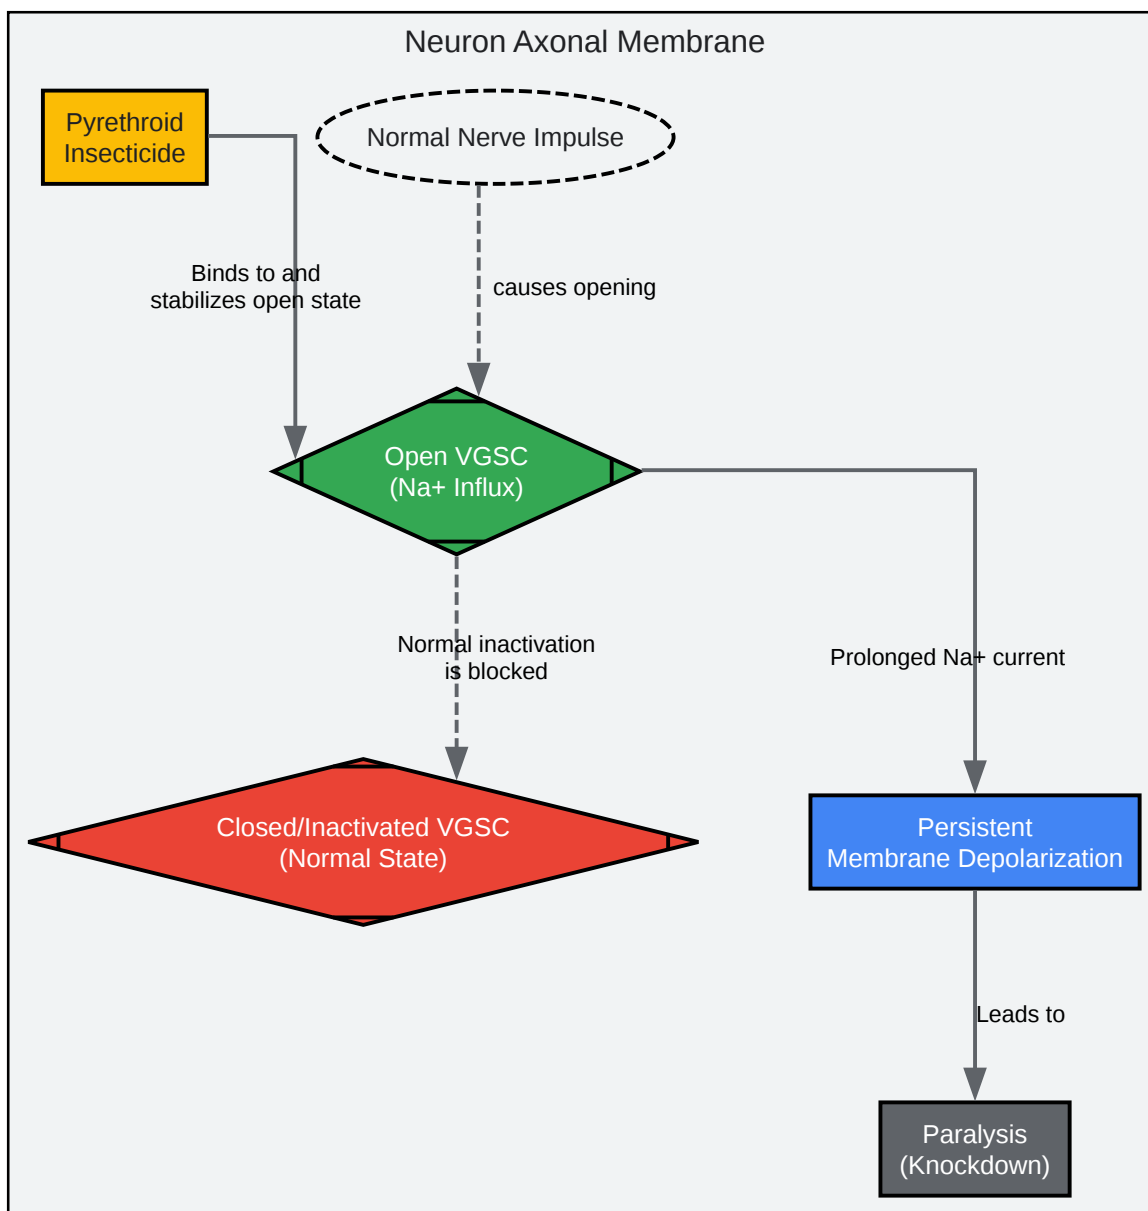 Neuron Axonal Membrane
Pyrethroid
Insecticide
Normal Nerve Impulse
Binds to and
stabilizes open state
causes opening
Open VGSC
(Na+ Influx)
Normal inactivation
is blocked
Prolonged Na+ current
Closed/Inactivated VGSC
(Normal State)
Persistent
Membrane Depolarization
Leads to
Paralysis
(Knockdown)